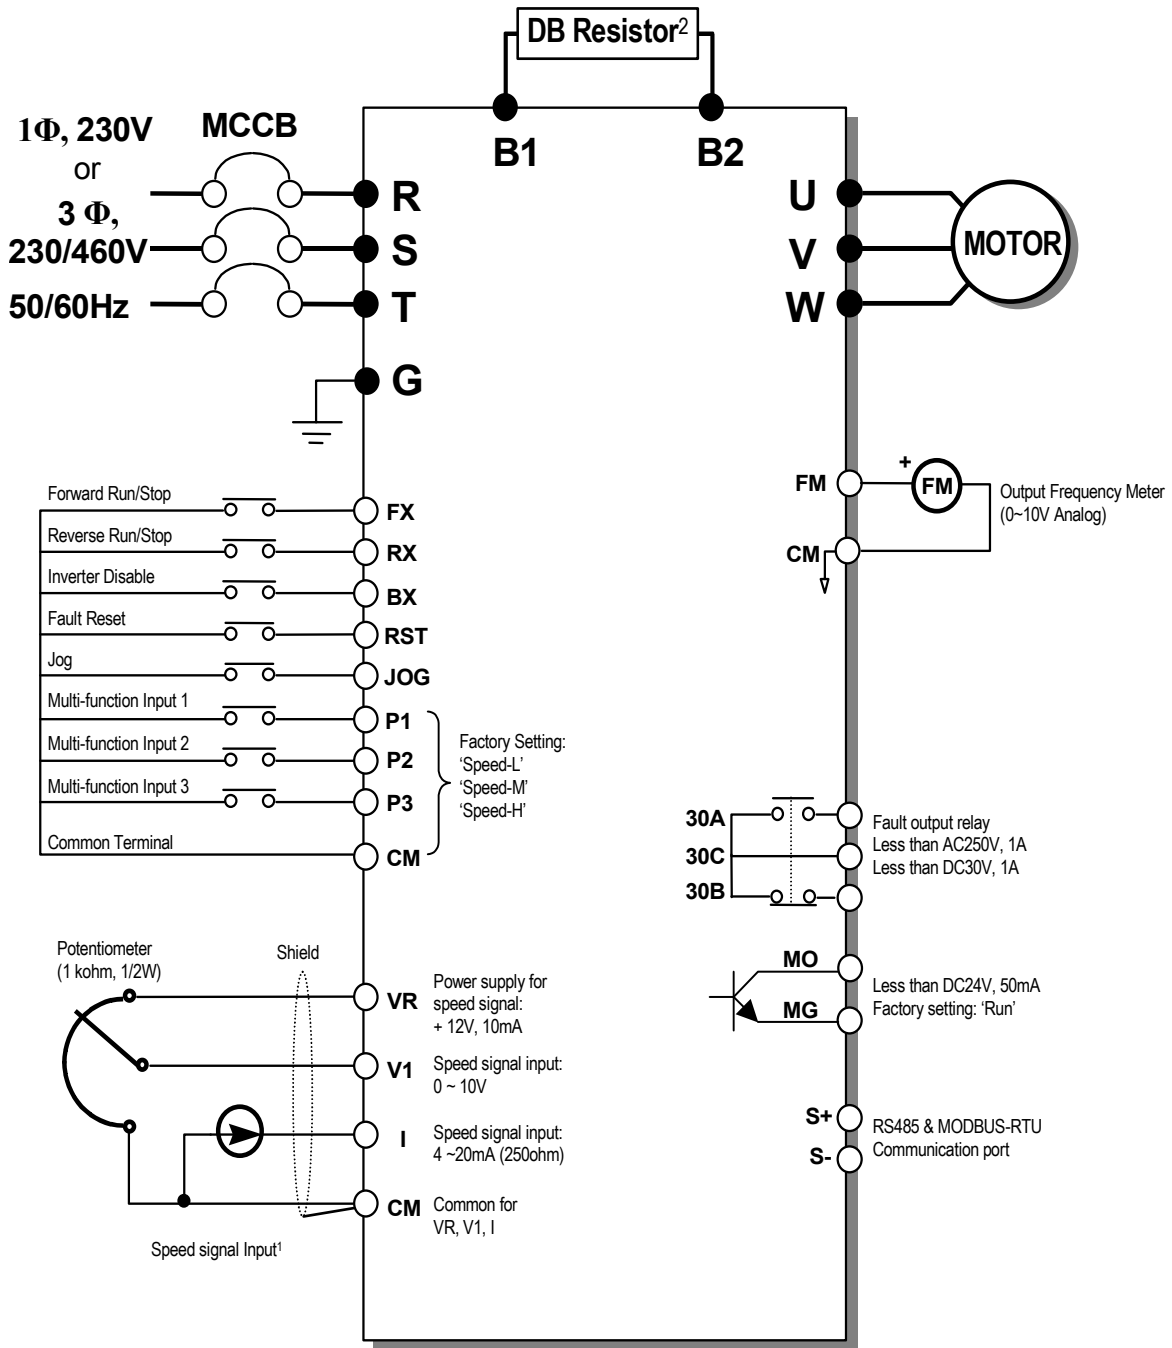 DB Resistor2
B1
B2
1Φ, 230V
or
3 Φ,
230/460V
50/60Hz
MCCB
R
S
T
G
U
V
W
MOTOR
Forward Run/Stop
FX
Reverse Run/Stop
RX
Inverter Disable
BX
Fault Reset
RST
Jog
JOG
Multi-function Input 1
P1
Multi-function Input 2
P2
Multi-function Input 3
P3
Common Terminal
CM
Factory Setting:
‘Speed-L’
‘Speed-M’
‘Speed-H’
FM
+
FM
Output Frequency Meter
(0~10V Analog)
CM
30A
30C
30B
Fault output relay
Less than AC250V, 1A
Less than DC30V, 1A
Potentiometer
(1 kohm, 1/2W)
Shield
VR
Power supply for
speed signal:
+ 12V, 10mA
V1
Speed signal input:
0 ~ 10V
I
Speed signal input:
4 ~20mA (250ohm)
CM
Common for
VR, V1, I
Speed signal Input1
MO
MG
Less than DC24V, 50mA
Factory setting: ‘Run’
S+
S-
RS485 & MODBUS-RTU
Communication port